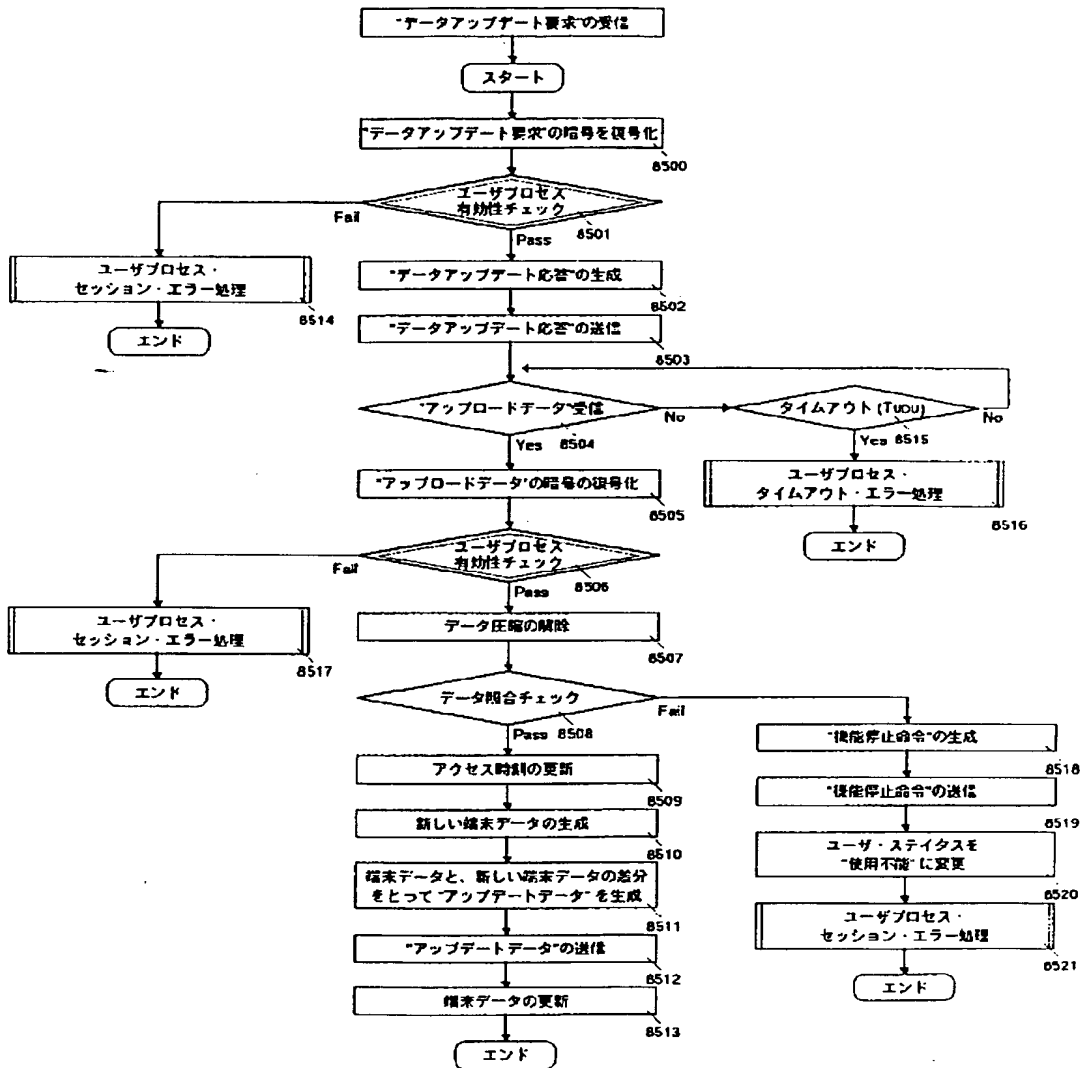 "データアップデート要求"の受信
スタート
"データアップデート要求"の暗号を復号化
8500
ユーザプロセス
有効性チェック
8501
Fail
Pass
ユーザプロセス・
セッション・エラー処理
8514
エンド
"データアップデート応答"の生成
8502
"データアップデート応答"の送信
8503
"アップロードデータ"受信
8504
No
Yes
タイムアウト(TUDU)
8515
No
Yes
ユーザプロセス・
タイムアウト・エラー処理
8516
エンド
"アップロードデータ"の暗号の復号化
8505
ユーザプロセス
有効性チェック
8506
Fail
Pass
ユーザプロセス・
セッション・エラー処理
8517
エンド
データ圧縮の解除
8507
データ照合チェック
8508
Fail
Pass
アクセス時刻の更新
8509
新しい端末データの生成
8510
端末データと、新しい端末データの差分
をとって"アップデートデータ"を生成
8511
"アップデートデータ"の送信
8512
端末データの更新
8513
エンド
"機能停止命令"の生成
8518
"機能停止命令"の送信
8519
ユーザ・ステイタスを
"使用不能"に変更
8520
ユーザプロセス・
セッション・エラー処理
8521
エンド